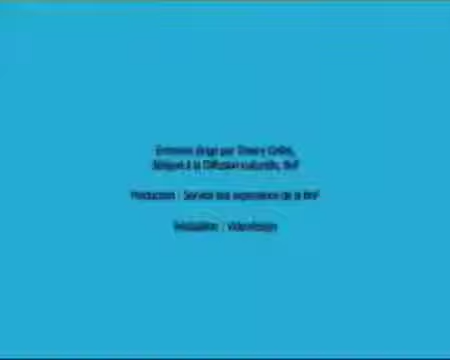 Entretien dirigé par Thierry Grillet,
délégué à la Diffusion culturelle, BnF
Production : Service des expositions de la BnF
Réalisation :